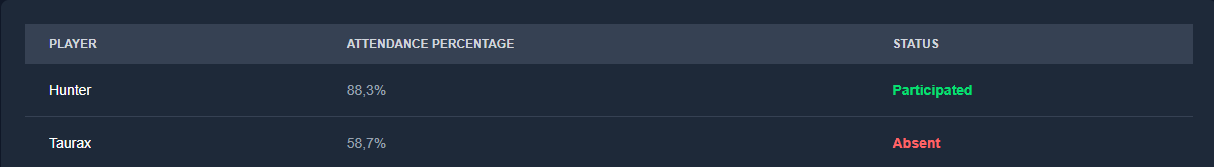 PLAYER ATTENDANCE PERCENTAGE STATUS
Hunter 88,3% Participated
Taurax 58,7% Absent